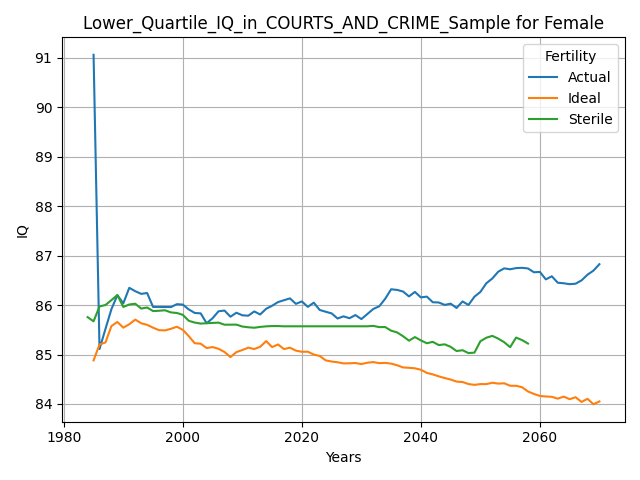 Lower_Quartile_IQ_in_COURTS_AND_CRIME_Sample for Female
Fertility
Actual
Ideal
Sterile
91
90
89
88
87
86
85
84
IQ
1980
2000
2020
2040
2060
Years